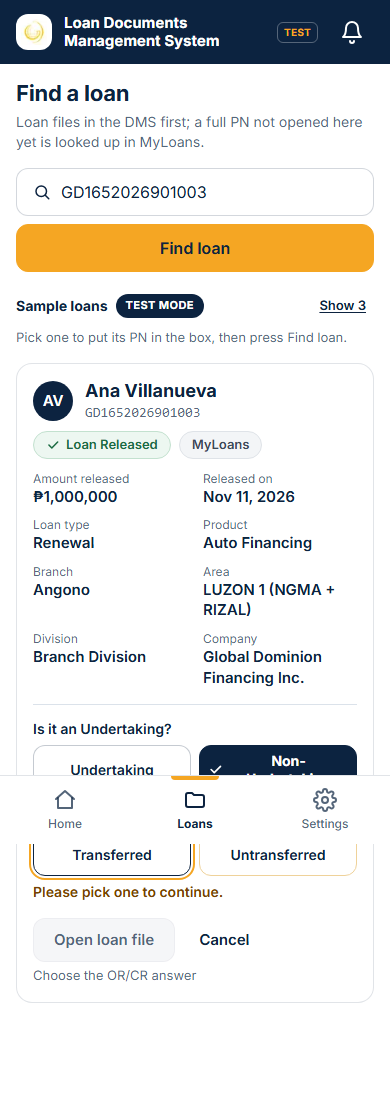 Loan Documents
Management System
TEST
Find a loan
Loan files in the DMS first; a full PN not opened here
yet is looked up in MyLoans.
GD1652026901003
Find loan
Sample loans
TEST MODE
Show 3
Pick one to put its PN in the box, then press Find loan.
AV
Ana Villanueva
GD1652026901003
Loan Released
MyLoans
Amount released
Released on
₱1,000,000
Nov 11, 2026
Loan type
Product
Renewal
Auto Financing
Branch
Area
Angono
LUZON 1 (NGMA +
RIZAL)
Division
Company
Branch Division
Global Dominion
Financing Inc.
Is it an Undertaking?
Undertaking
Non-
Home
Loans
Settings
Transferred
Untransferred
Please pick one to continue.
Open loan file
Cancel
Choose the OR/CR answer